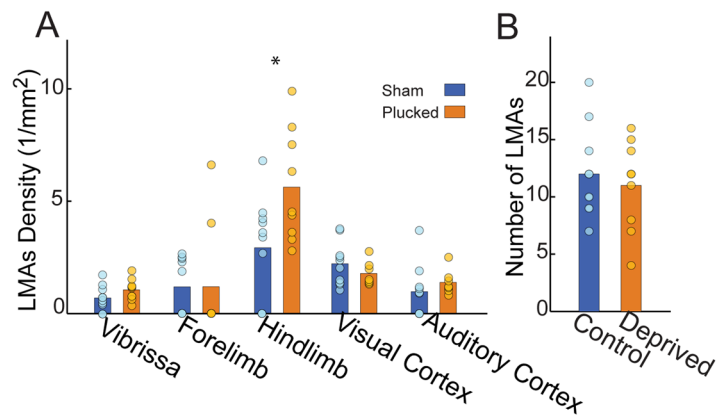 A
B
*
LMAs Density (1/mm²)
10
5
0
Sham
Plucked
Vibrissa
Forelimb
Hindlimb
Visual Cortex
Auditory Cortex
Number of LMAs
20
15
10
5
0
Control
Deprived